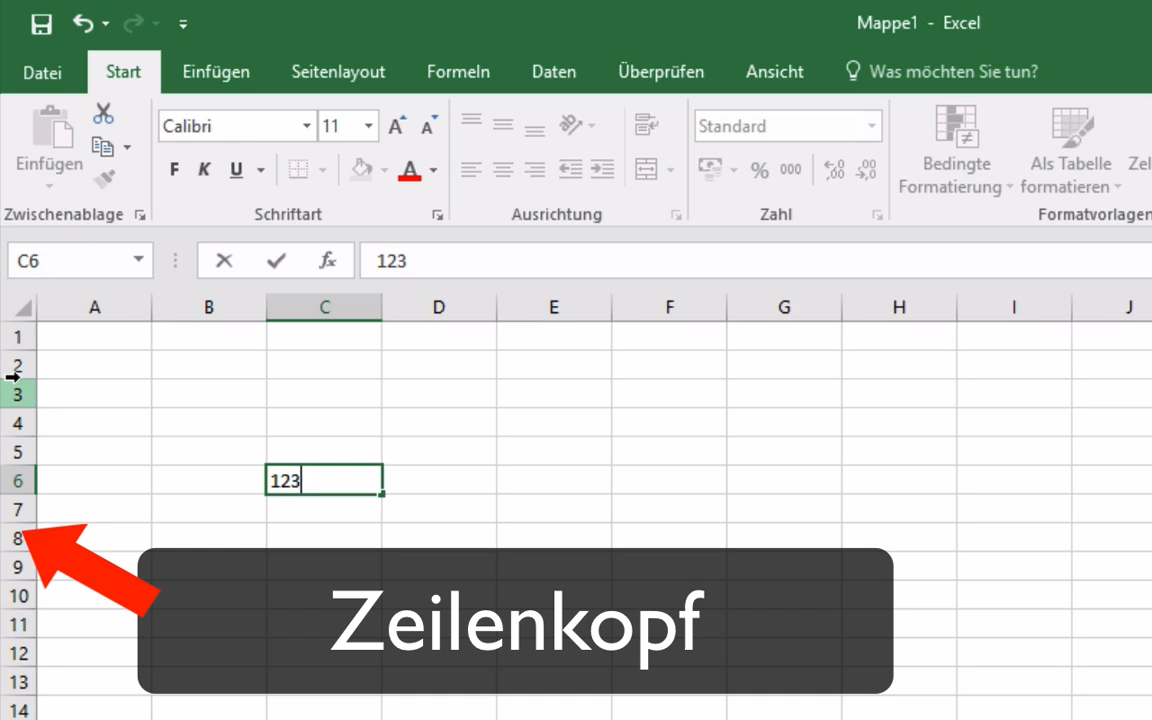 Mappe1 - Excel
Datei Start Einfügen Seitenlayout Formeln Daten Überprüfen Ansicht Was möchten Sie tun?
Calibri 11 A A Standard
Einfügen F K U A % 000 Bedingte Formatierung Als Tabelle formatieren
Zwischenablage Schriftart Ausrichtung Zahl Formatvorlagen
C6 fx 123
A B C D E F G H I J
1
2
3
4
5
6 123
7
8
9
10
11
12
13
14
Zeilenkopf